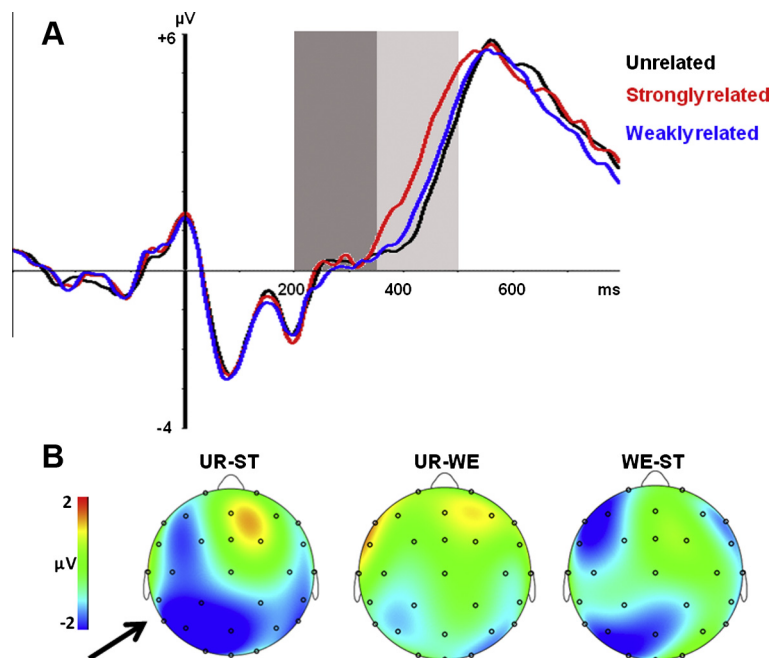 A
μV
+6
Unrelated
Strongly related
Weakly related
200 400 600 ms
-4
B
UR-ST UR-WE WE-ST
2
μV
-2